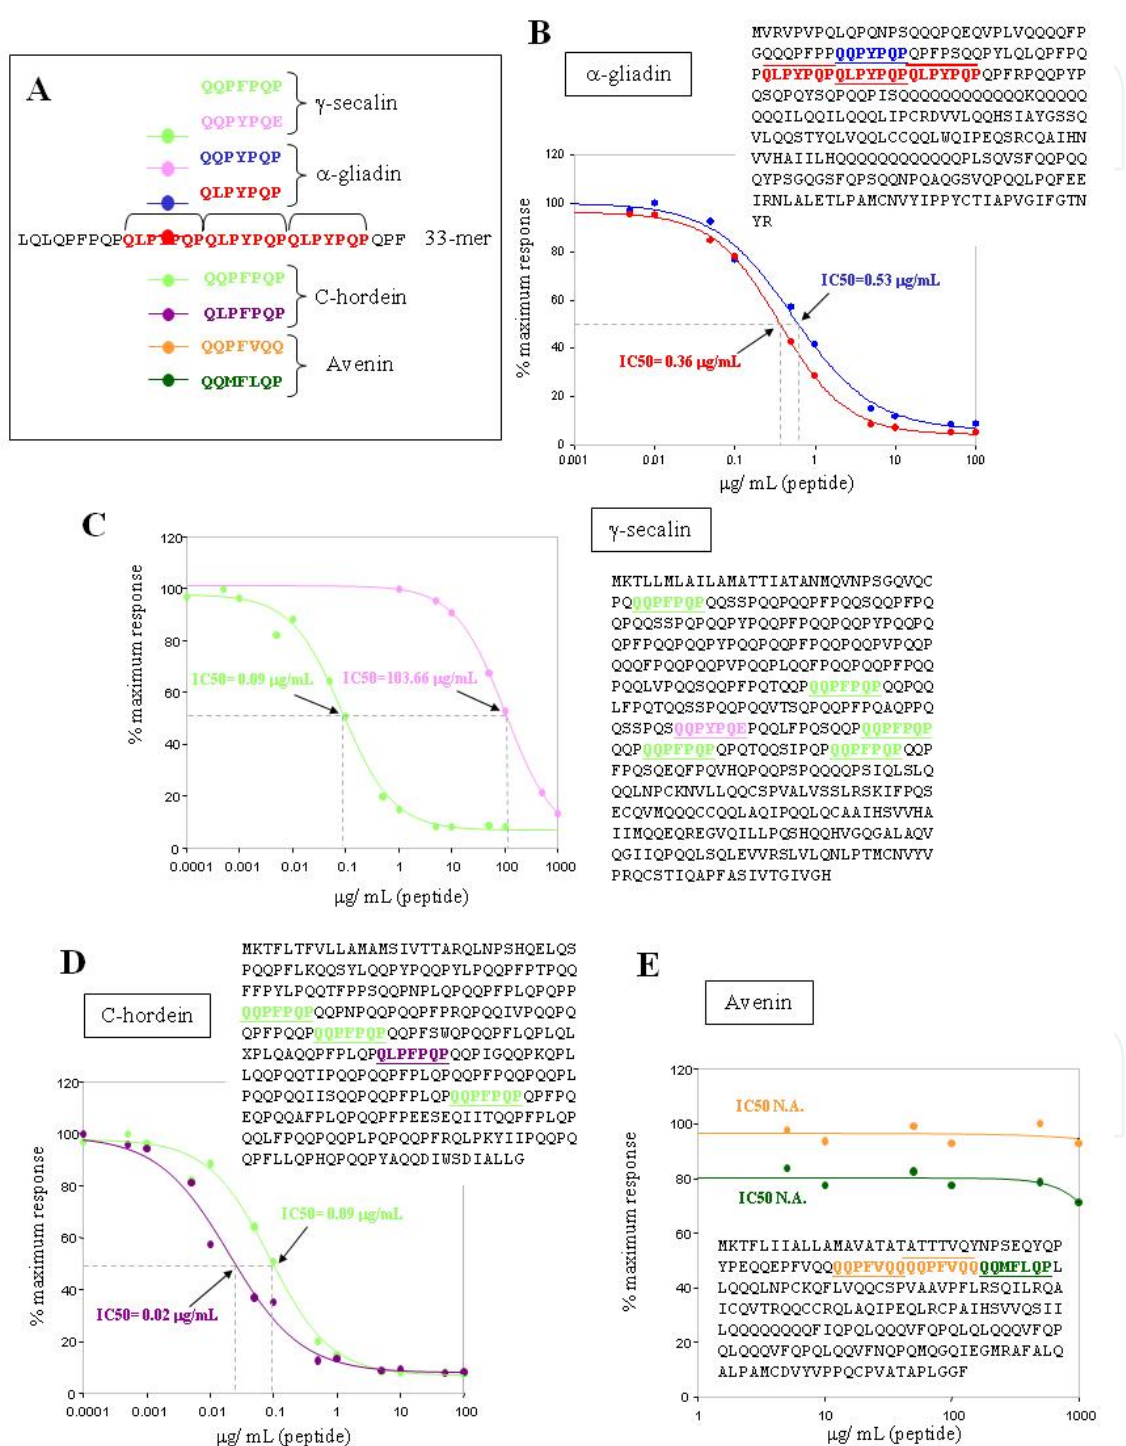 A
QQPFPQP
QQPYPQE
γ-secalin
QQPYPQP
QLPYPQP
α-gliadin
33-mer
QQPFPQP
QLPFPQP
C-hordein
QQPFVQQ
QQMFLQP
Avenin
B
α-gliadin
MVRVPVPQLQPQNPSQQQPQEQVPLVQQQQFP
GQQQPFPPQQPYPQPQPFPSQQPYLQLQPFPQ
PQLPYPQPQLPYPQPQLPYPQPQPFRPQQPYP
QSQPQYSQPQQPISQQQQQQQQQQQQKQQQQQ
QQQILQQILQQQLIPCRDVVLQQHSIAYGSSQ
VLQQSTYQLVQQLCCQQLWQIPEQSRCQAIHN
VVHAIILHQQQQQQQQQQQQPLSQVSFQQPQQ
QYPSGQGSFQPSQQNPQAQGSVQPQQLPQFEE
IRNLALETLPAMCNVYIPPYCTIAPVGIFGTN
YR
% maximum response
120
100
80
60
40
20
0
IC50=0.53 µg/mL
IC50= 0.36 µg/mL
0.001 0.01 0.1 1 10 100
µg/ mL (peptide)
C
γ-secalin
% maximum response
120
100
80
60
40
20
0
IC50= 0.09 µg/mL
IC50=103.66 µg/mL
0.0001 0.001 0.01 0.1 1 10 100 1000
µg/ mL (peptide)
MKTLLMLAILAMATTIATANMQVNPSGQVQC
PQQQPFPQPQQSSPQQPQQPFPQQSQQPFPQ
QPQQSSPQPQQPYPQQPFPQQPQQPYPQQPQ
QPFPQQPQQPYPQQPQQPFPQQPQQPVPQQP
QQQFPQQPQQPVPQQPLQQFPQQPQQPFPQQ
PQQLVPQQSQQPFPQTQQPQQPFPQPQQPQQ
LFPQTQQSSPQQPQQVTSQPQQPFPQAQPPQ
QSSPQSQQPYPQEPQQLFPQSQQPQQPFPQP
QQPQQPFPQPQPQTQQSIPQPQQPFPQPQQP
FPQSQEQFPQVHQPQQPSPQQQQPSIQLSLQ
QQLNPCKNVLLQQCSPVALVSSLRSKIFPQS
ECQVMQQQCCQQLAQIPQQLQCAAIHSVVHA
IIMQQEQREGVQILLPQSHQQHVGQGALAQV
QGIIQPQQLSQLEVVRSLVLQNLPTMCNVYV
PRQCSTIQAPFASIVTGIVGH
D
C-hordein
MKTFLTFVLLAMAMSIVTTARQLNPSHQELQS
PQQPFLKQQSYLQQPYPQQPYLPQQPFPTPQQ
FFPYLPQQTFPPSQQPNPLQPQQPFPLQPQPP
QQPFPQPQQPNPQQPQQPFPRQPQQIVPQQPQ
QPFPQQPQQPFPQPQQPFSWQPQQPFLQPLQL
XPLQAQQPFPLQPQLPFPQPQQPIGQQPKQPL
LQQPQQTIPQQPQQPFPLQPQQPFPQQPQQPL
PQQPQQIISQQPQQPFPLQPQQPFPQPQPFPQ
EQPQQAFPLQPQQPFPEESEQIITQQPFPLQP
QQLFPQQPQQPLPQPQQPFRQLPKYIIPQQPQ
QPFLLQPHQPQQPYAQQDIWSDIALLG
% maximum response
120
100
80
60
40
20
0
IC50= 0.09 µg/mL
IC50= 0.02 µg/mL
0.0001 0.001 0.01 0.1 1 10 100
µg/ mL (peptide)
E
Avenin
% maximum response
120
100
80
60
40
20
0
IC50 N.A.
IC50 N.A.
MKTFLIIALLAMAVATATATTTVQYNPSEQYQP
YPEQQEPFVQQQQPFVQQQQPFVQQQQMFLQPL
LQQQLNPCKQFLVQQCSPVAAVPFLRSQILRQA
ICQVTRQQCCRQLAQIPEQLRCPAIHSVVQSII
LQQQQQQQQFIQPQLQQQVFQPQLQLQQQVFQP
QLQQQVFQPQLQQVFNQPQMQGQIEGMRAFALQ
ALPAMCDVYVPPQCPVATAPLGGF
1 10 100 1000
µg/ mL (peptide)